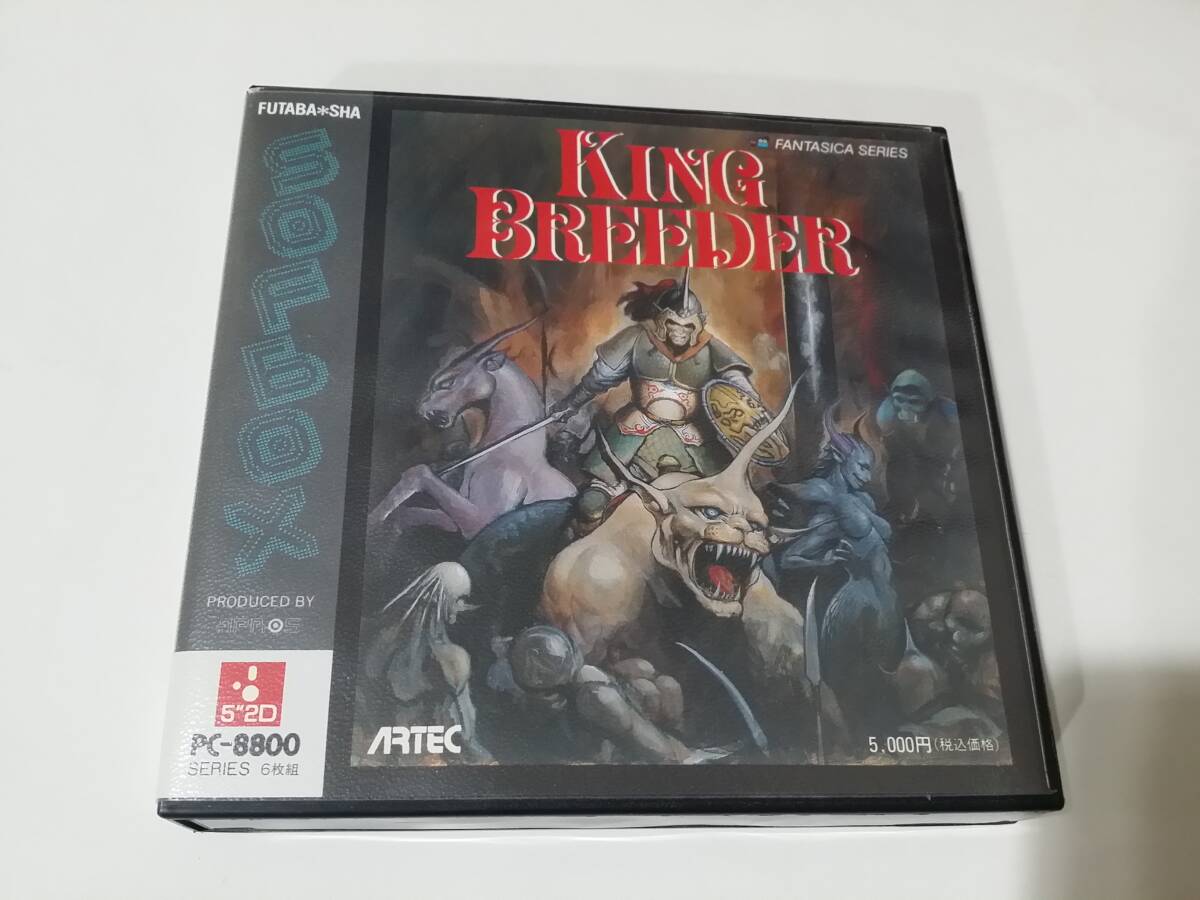 FUTABA*SHA
SOFBOX
PRODUCED BY
5"2D
PC-8800
SERIES 6枚組
FANTASICA SERIES
KING
BREEDER
ARTEC
5,000円(税込価格)